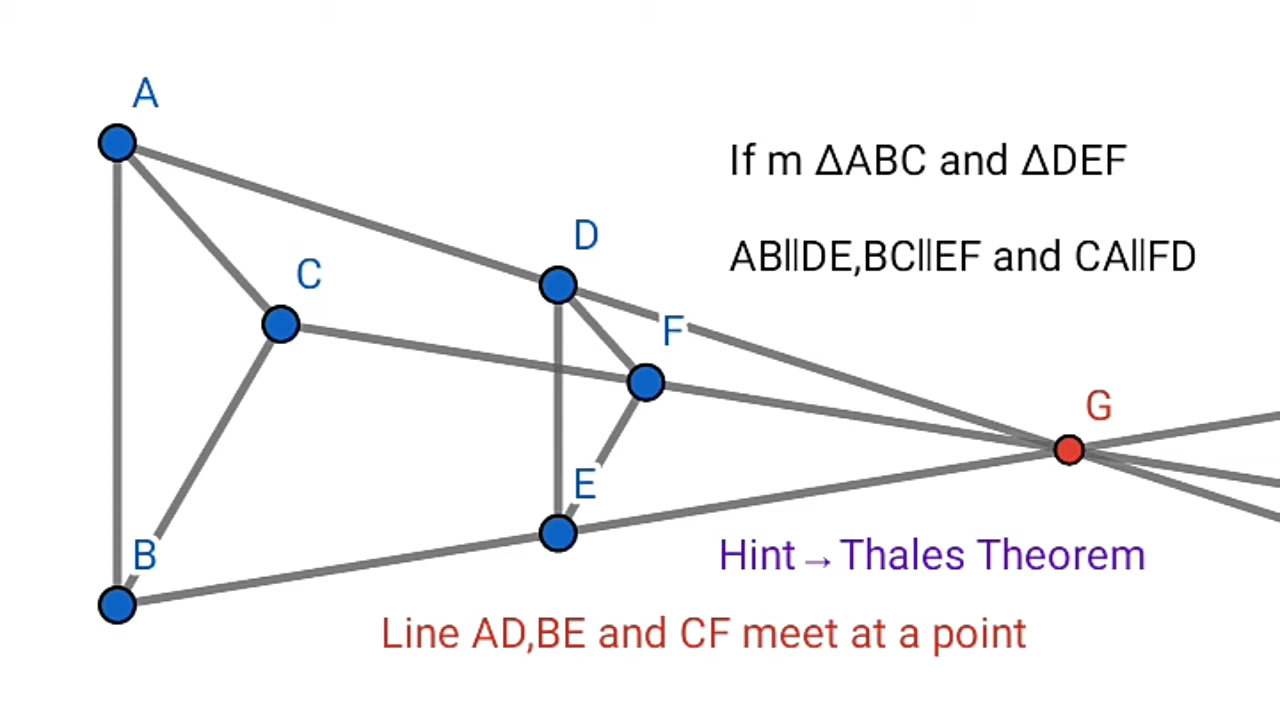 A
If m ΔABC and ΔDEF
D
AB||DE,BC||EF and CA||FD
C
F
G
E
B
Hint→Thales Theorem
Line AD,BE and CF meet at a point